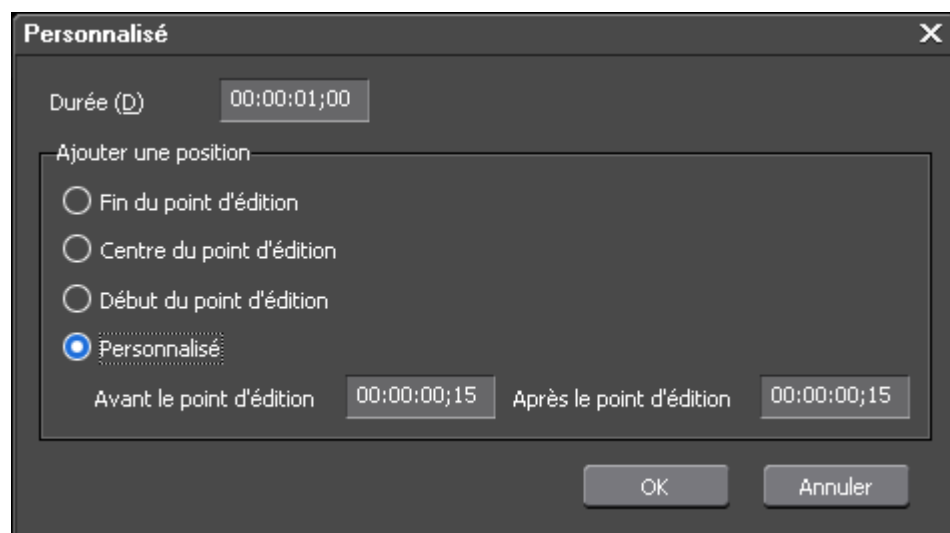 Personnalisé
Durée (D) 00:00:01;00
Ajouter une position
Fin du point d'édition
Centre du point d'édition
Début du point d'édition
Personnalisé
Avant le point d'édition 00:00:00;15 Après le point d'édition 00:00:00;15
OK Annuler